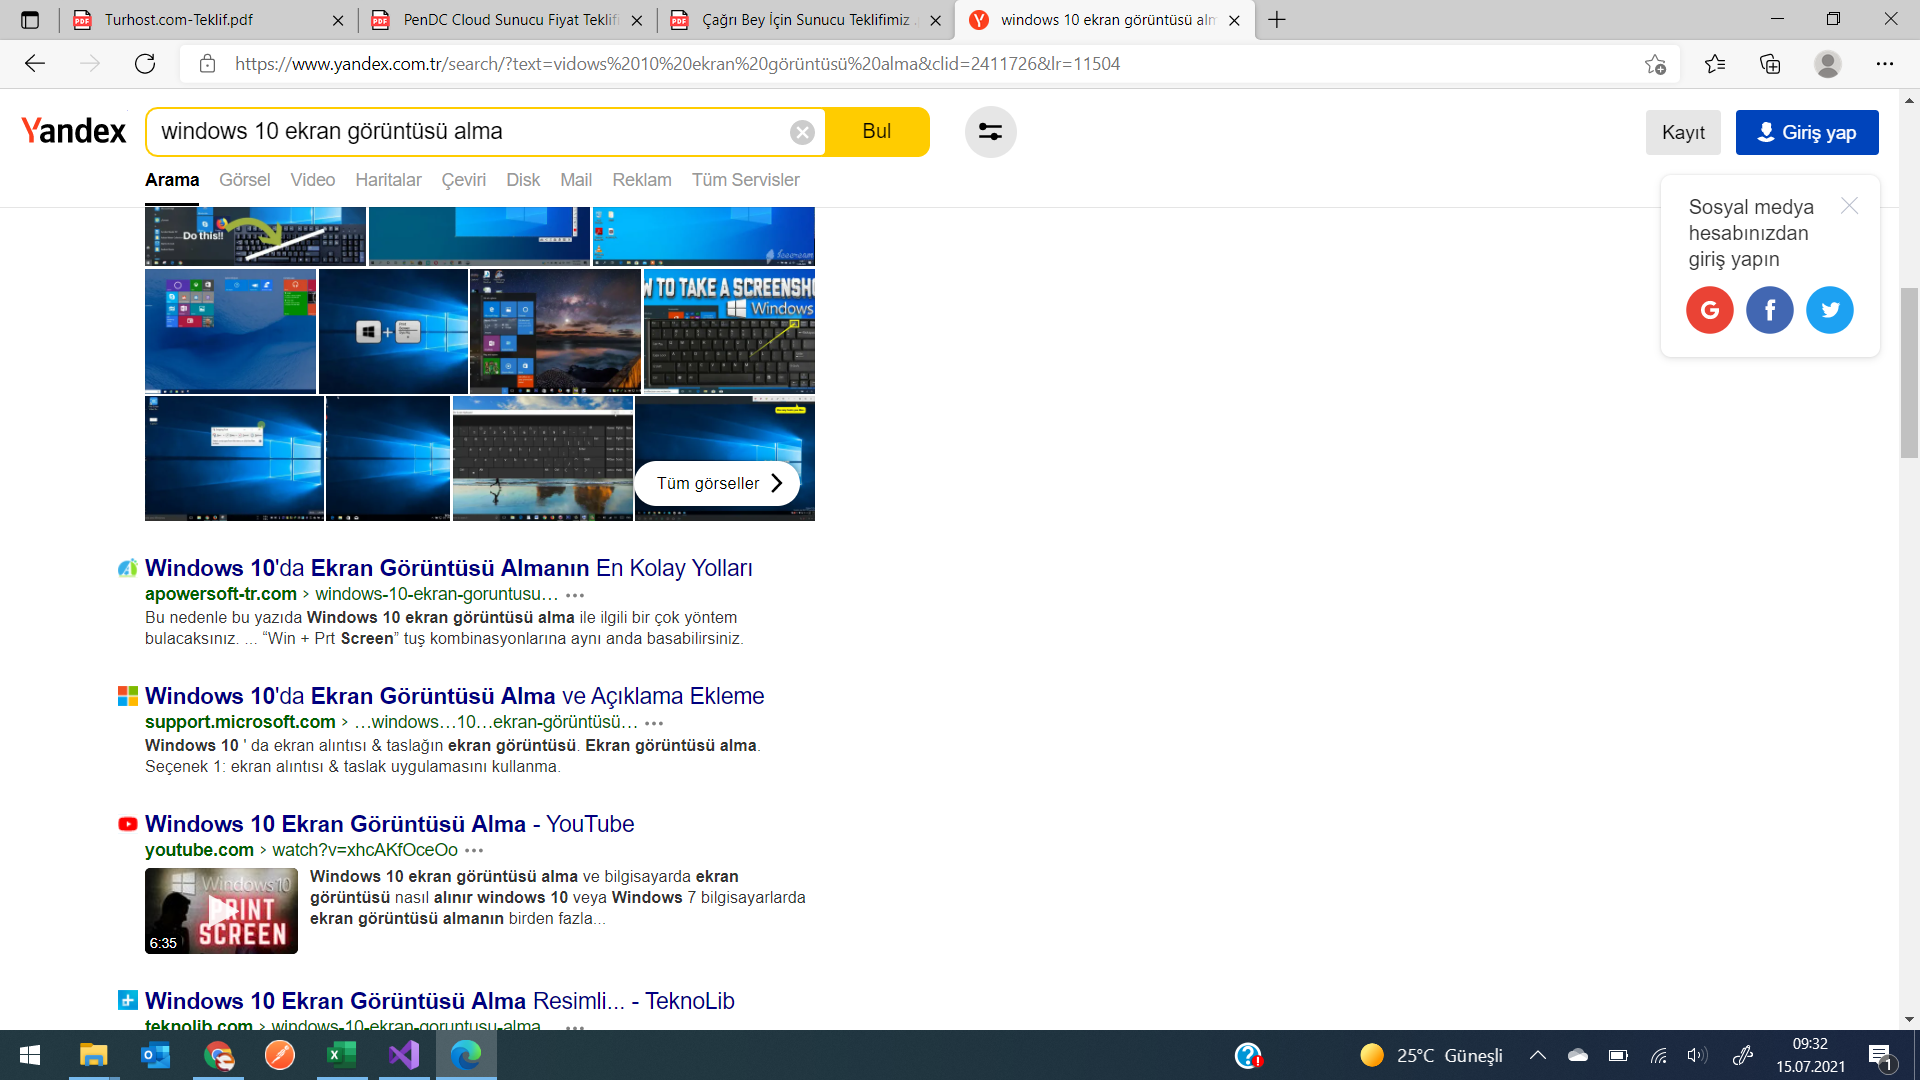 Turhost.com-Teklif.pdf
PenDC Cloud Sunucu Fiyat Teklifi
Çağrı Bey İçin Sunucu Teklifimiz
windows 10 ekran görüntüsü alm
https://www.yandex.com.tr/search/?text=vidows%2010%20ekran%20görüntüsü%20alma&clid=2411726&lr=11504
Yandex
windows 10 ekran görüntüsü alma
Bul
Kayıt
Giriş yap
Arama Görsel Video Haritalar Çeviri Disk Mail Reklam Tüm Servisler
Sosyal medya
hesabınızdan
giriş yapın
Do this!!
W TO TAKE A SCREENSHO
Windows
Tüm görseller
Windows 10'da Ekran Görüntüsü Almanın En Kolay Yolları
apowersoft-tr.com › windows-10-ekran-goruntusu…
Bu nedenle bu yazıda Windows 10 ekran görüntüsü alma ile ilgili bir çok yöntem
bulacaksınız. ... “Win + Prt Screen” tuş kombinasyonlarına aynı anda basabilirsiniz.
Windows 10'da Ekran Görüntüsü Alma ve Açıklama Ekleme
support.microsoft.com › …windows…10…ekran-görüntüsü…
Windows 10 ' da ekran alıntısı & taslağın ekran görüntüsü. Ekran görüntüsü alma.
Seçenek 1: ekran alıntısı & taslak uygulamasını kullanma.
Windows 10 Ekran Görüntüsü Alma - YouTube
youtube.com › watch?v=xhcAKfOceOo
Windows 10
PRINT
SCREEN
6:35
Windows 10 ekran görüntüsü alma ve bilgisayarda ekran
görüntüsü nasıl alınır windows 10 veya Windows 7 bilgisayarlarda
ekran görüntüsü almanın birden fazla...
Windows 10 Ekran Görüntüsü Alma Resimli... - TeknoLib
teknolib.com › windows-10-ekran-goruntusu-alma…
25°C Güneşli
09:32
15.07.2021
1